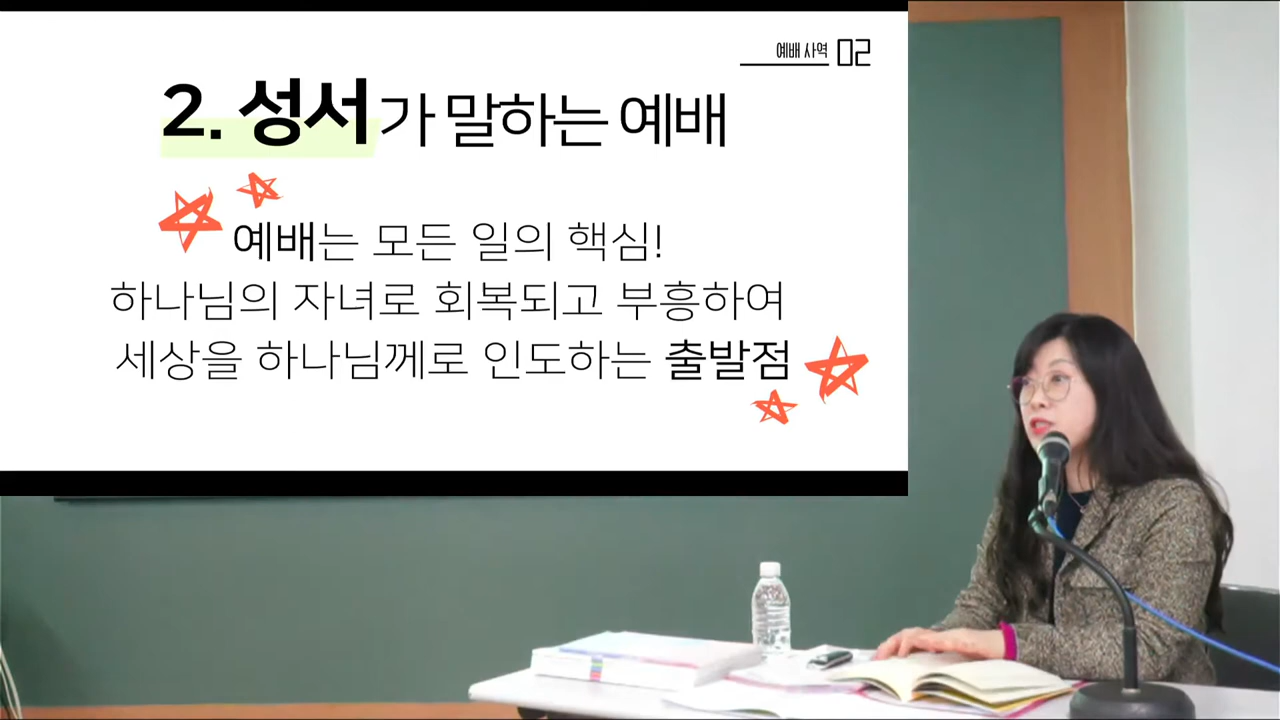 예배 사역 02
2. 성서가 말하는 예배
예배는 모든 일의 핵심!
하나님의 자녀로 회복되고 부흥하여
세상을 하나님께로 인도하는 출발점